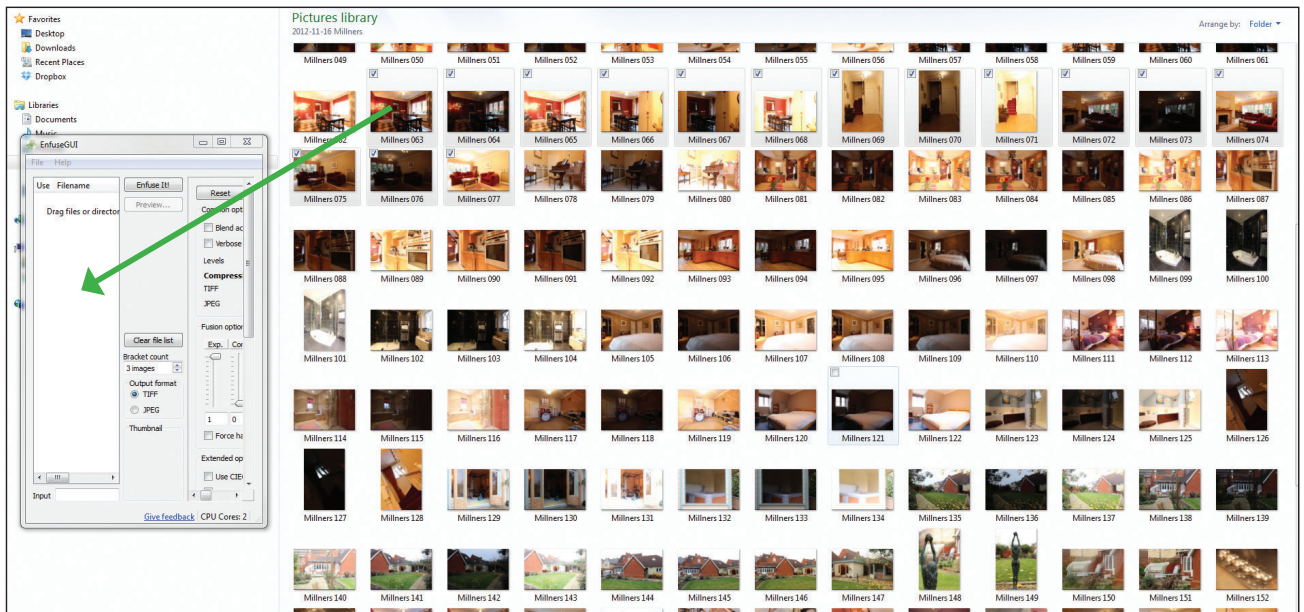 Favorites
Desktop
Downloads
Recent Places
Dropbox
Libraries
Documents
Music
EnfuseGUI
File Help
Use Filename
Drag files or director
Enfuse It!
Preview...
Clear file list
Bracket count
3 images
Output format
TIFF
JPEG
Thumbnail
Reset
Common opt
Blend ac
Verbose
Levels
Compress
TIFF
JPEG
Fusion option
Exp. Cor
1 0
Force ha
Extended op
Use CIE
Input
Give feedback CPU Cores: 2
Pictures library
2012-11-16 Millners
Arrange by: Folder
Millners 049 Millners 050 Millners 051 Millners 052 Millners 053 Millners 054 Millners 055 Millners 056 Millners 057 Millners 058 Millners 059 Millners 060 Millners 061
Millners 062 Millners 063 Millners 064 Millners 065 Millners 066 Millners 067 Millners 068 Millners 069 Millners 070 Millners 071 Millners 072 Millners 073 Millners 074
Millners 075 Millners 076 Millners 077 Millners 078 Millners 079 Millners 080 Millners 081 Millners 082 Millners 083 Millners 084 Millners 085 Millners 086 Millners 087
Millners 088 Millners 089 Millners 090 Millners 091 Millners 092 Millners 093 Millners 094 Millners 095 Millners 096 Millners 097 Millners 098 Millners 099 Millners 100
Millners 101 Millners 102 Millners 103 Millners 104 Millners 105 Millners 106 Millners 107 Millners 108 Millners 109 Millners 110 Millners 111 Millners 112 Millners 113
Millners 114 Millners 115 Millners 116 Millners 117 Millners 118 Millners 119 Millners 120 Millners 121 Millners 122 Millners 123 Millners 124 Millners 125 Millners 126
Millners 127 Millners 128 Millners 129 Millners 130 Millners 131 Millners 132 Millners 133 Millners 134 Millners 135 Millners 136 Millners 137 Millners 138 Millners 139
Millners 140 Millners 141 Millners 142 Millners 143 Millners 144 Millners 145 Millners 146 Millners 147 Millners 148 Millners 149 Millners 150 Millners 151 Millners 152